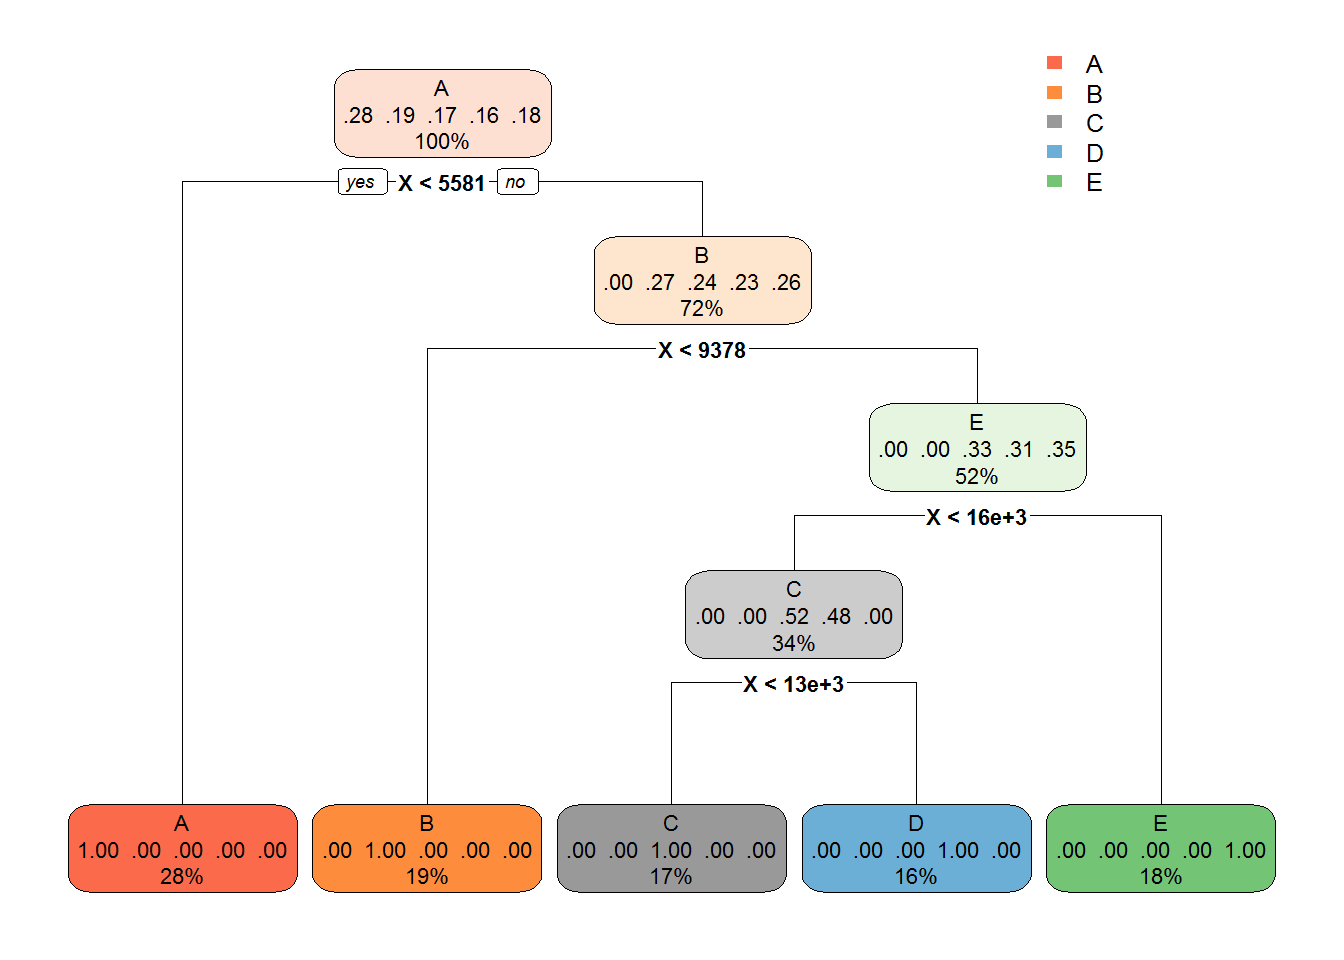 A
.28 .19 .17 .16 .18
100%
yes X < 5581 no
A
B
C
D
E
B
.00 .27 .24 .23 .26
72%
X < 9378
E
.00 .00 .33 .31 .35
52%
X < 16e+3
C
.00 .00 .52 .48 .00
34%
X < 13e+3
A
1.00 .00 .00 .00 .00
28%
B
.00 1.00 .00 .00 .00
19%
C
.00 .00 1.00 .00 .00
17%
D
.00 .00 .00 1.00 .00
16%
E
.00 .00 .00 .00 1.00
18%